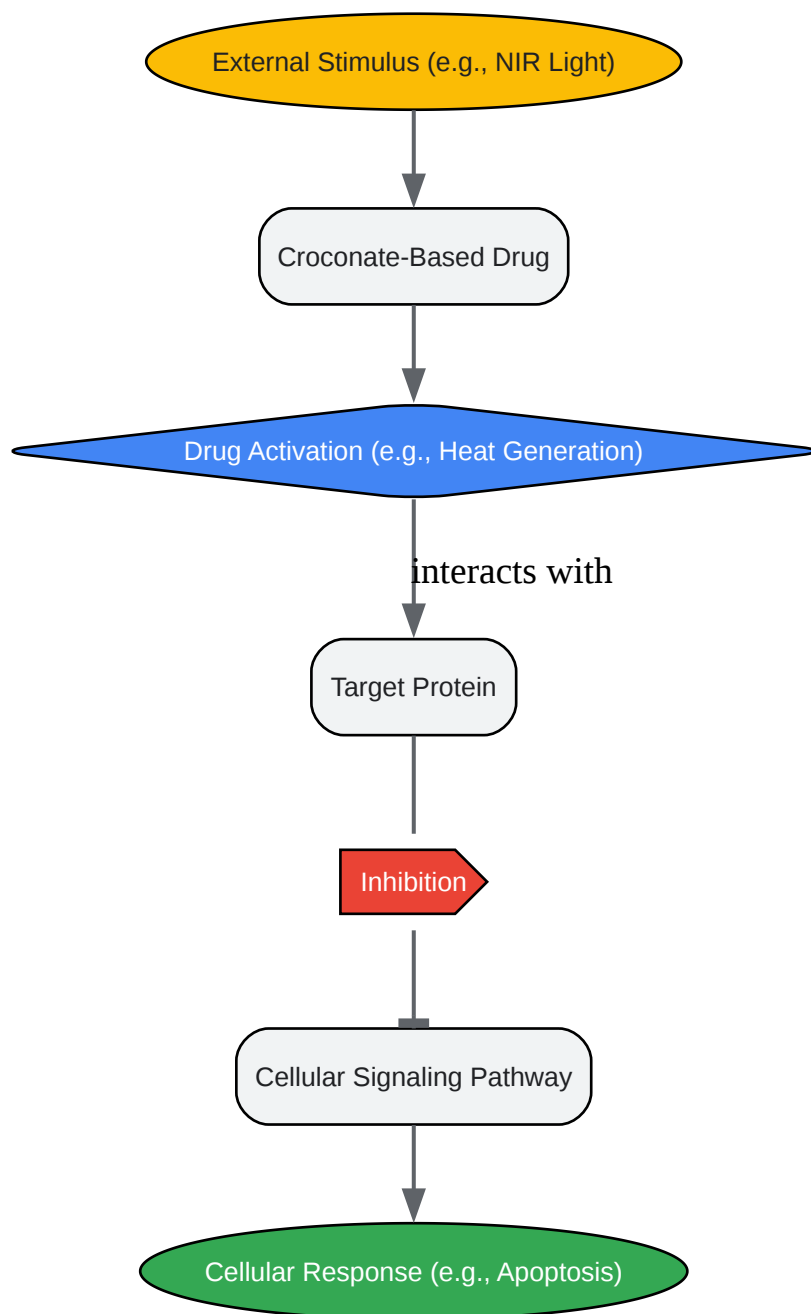 External Stimulus (e.g., NIR Light)
Croconate-Based Drug
Drug Activation (e.g., Heat Generation)
interacts with
Target Protein
Inhibition
Cellular Signaling Pathway
Cellular Response (e.g., Apoptosis)